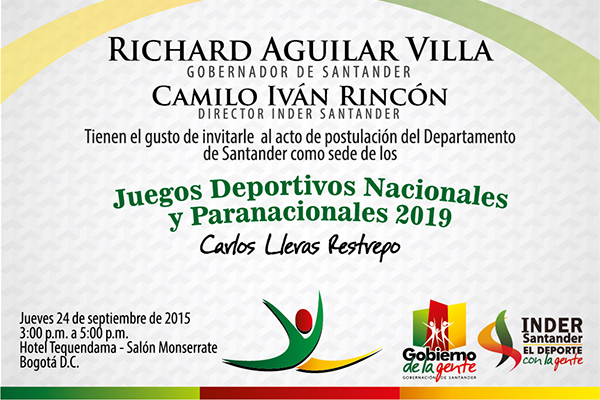 RICHARD AGUILAR VILLA
GOBERNADOR DE SANTANDER
CAMILO IVÁN RINCÓN
DIRECTOR INDER SANTANDER
Tienen el gusto de invitarle al acto de postulación del Departamento
de Santander como sede de los
Juegos Deportivos Nacionales
y Paranacionales 2019
Carlos Lleras Restrepo
Jueves 24 de septiembre de 2015
3:00 p.m. a 5:00 p.m.
Hotel Tequendama - Salón Monserrate
Bogotá D.C.
Gobierno
de la gente
GOBERNACIÓN DE SANTANDER
INDER
Santander
EL DEPORTE
con la gente